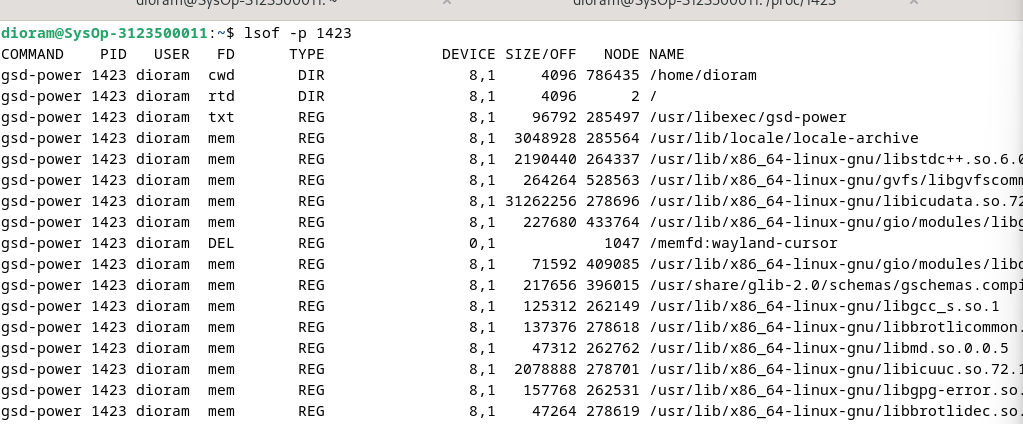 dioram@SysOp-3123500011: ~ × dioram@SysOp-3123500011: /proc/1423 ×
dioram@SysOp-3123500011:~$ lsof -p 1423
COMMAND PID USER FD TYPE DEVICE SIZE/OFF NODE NAME
gsd-power 1423 dioram cwd DIR 8,1 4096 786435 /home/dioram
gsd-power 1423 dioram rtd DIR 8,1 4096 2 /
gsd-power 1423 dioram txt REG 8,1 96792 285497 /usr/libexec/gsd-power
gsd-power 1423 dioram mem REG 8,1 3048928 285564 /usr/lib/locale/locale-archive
gsd-power 1423 dioram mem REG 8,1 2190440 264337 /usr/lib/x86_64-linux-gnu/libstdc++.so.6.0
gsd-power 1423 dioram mem REG 8,1 264264 528563 /usr/lib/x86_64-linux-gnu/gvfs/libgvfscomm
gsd-power 1423 dioram mem REG 8,1 31262256 278696 /usr/lib/x86_64-linux-gnu/libicudata.so.72
gsd-power 1423 dioram mem REG 8,1 227680 433764 /usr/lib/x86_64-linux-gnu/gio/modules/libg
gsd-power 1423 dioram DEL REG 0,1 1047 /memfd:wayland-cursor
gsd-power 1423 dioram mem REG 8,1 71592 409085 /usr/lib/x86_64-linux-gnu/gio/modules/libd
gsd-power 1423 dioram mem REG 8,1 217656 396015 /usr/share/glib-2.0/schemas/gschemas.compi
gsd-power 1423 dioram mem REG 8,1 125312 262149 /usr/lib/x86_64-linux-gnu/libgcc_s.so.1
gsd-power 1423 dioram mem REG 8,1 137376 278618 /usr/lib/x86_64-linux-gnu/libbrotlicommon.
gsd-power 1423 dioram mem REG 8,1 47312 262762 /usr/lib/x86_64-linux-gnu/libmd.so.0.0.5
gsd-power 1423 dioram mem REG 8,1 2078888 278701 /usr/lib/x86_64-linux-gnu/libicuuc.so.72.1
gsd-power 1423 dioram mem REG 8,1 157768 262531 /usr/lib/x86_64-linux-gnu/libgpg-error.so.
gsd-power 1423 dioram mem REG 8,1 47264 278619 /usr/lib/x86_64-linux-gnu/libbrotlidec.so.